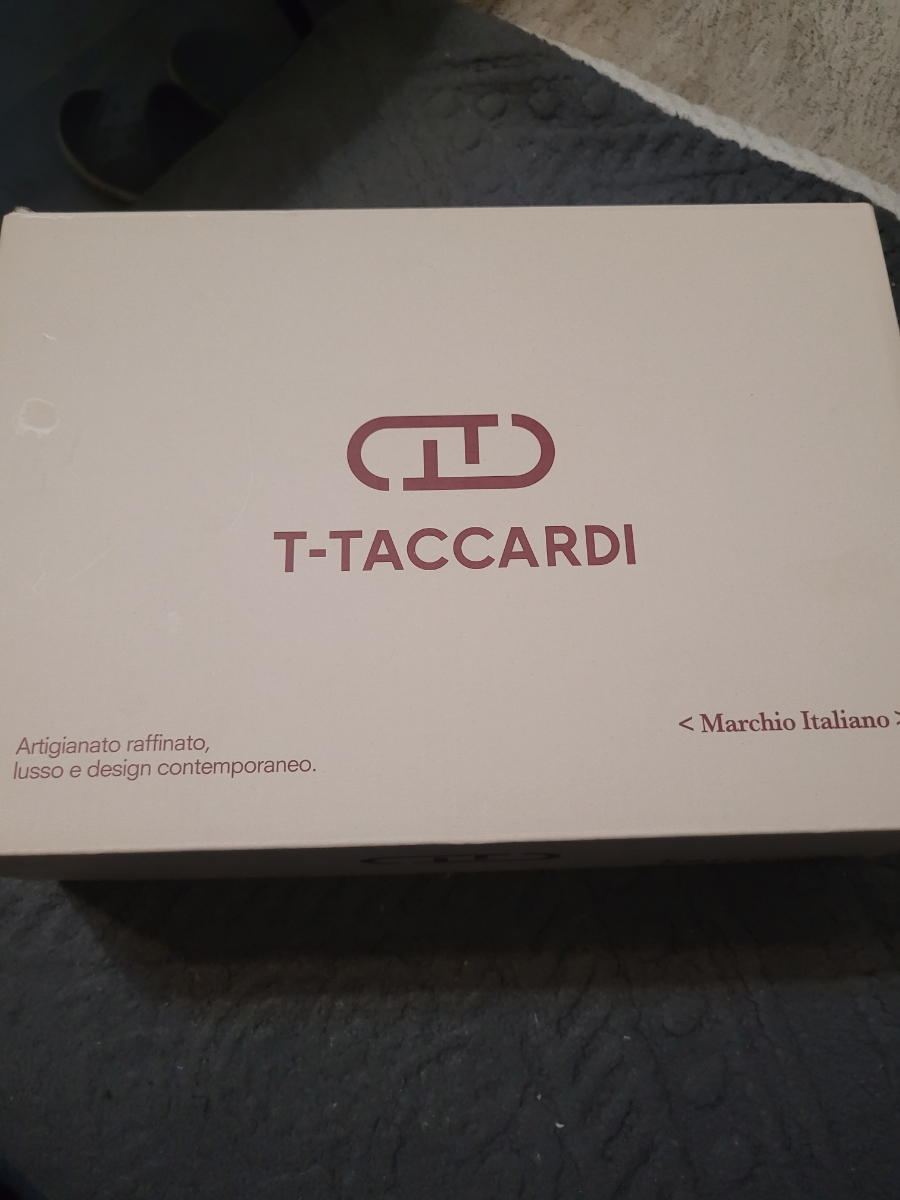 T-TACCARDI
< Marchio Italiano >
Artigianato raffinato,
lusso e design contemporaneo.